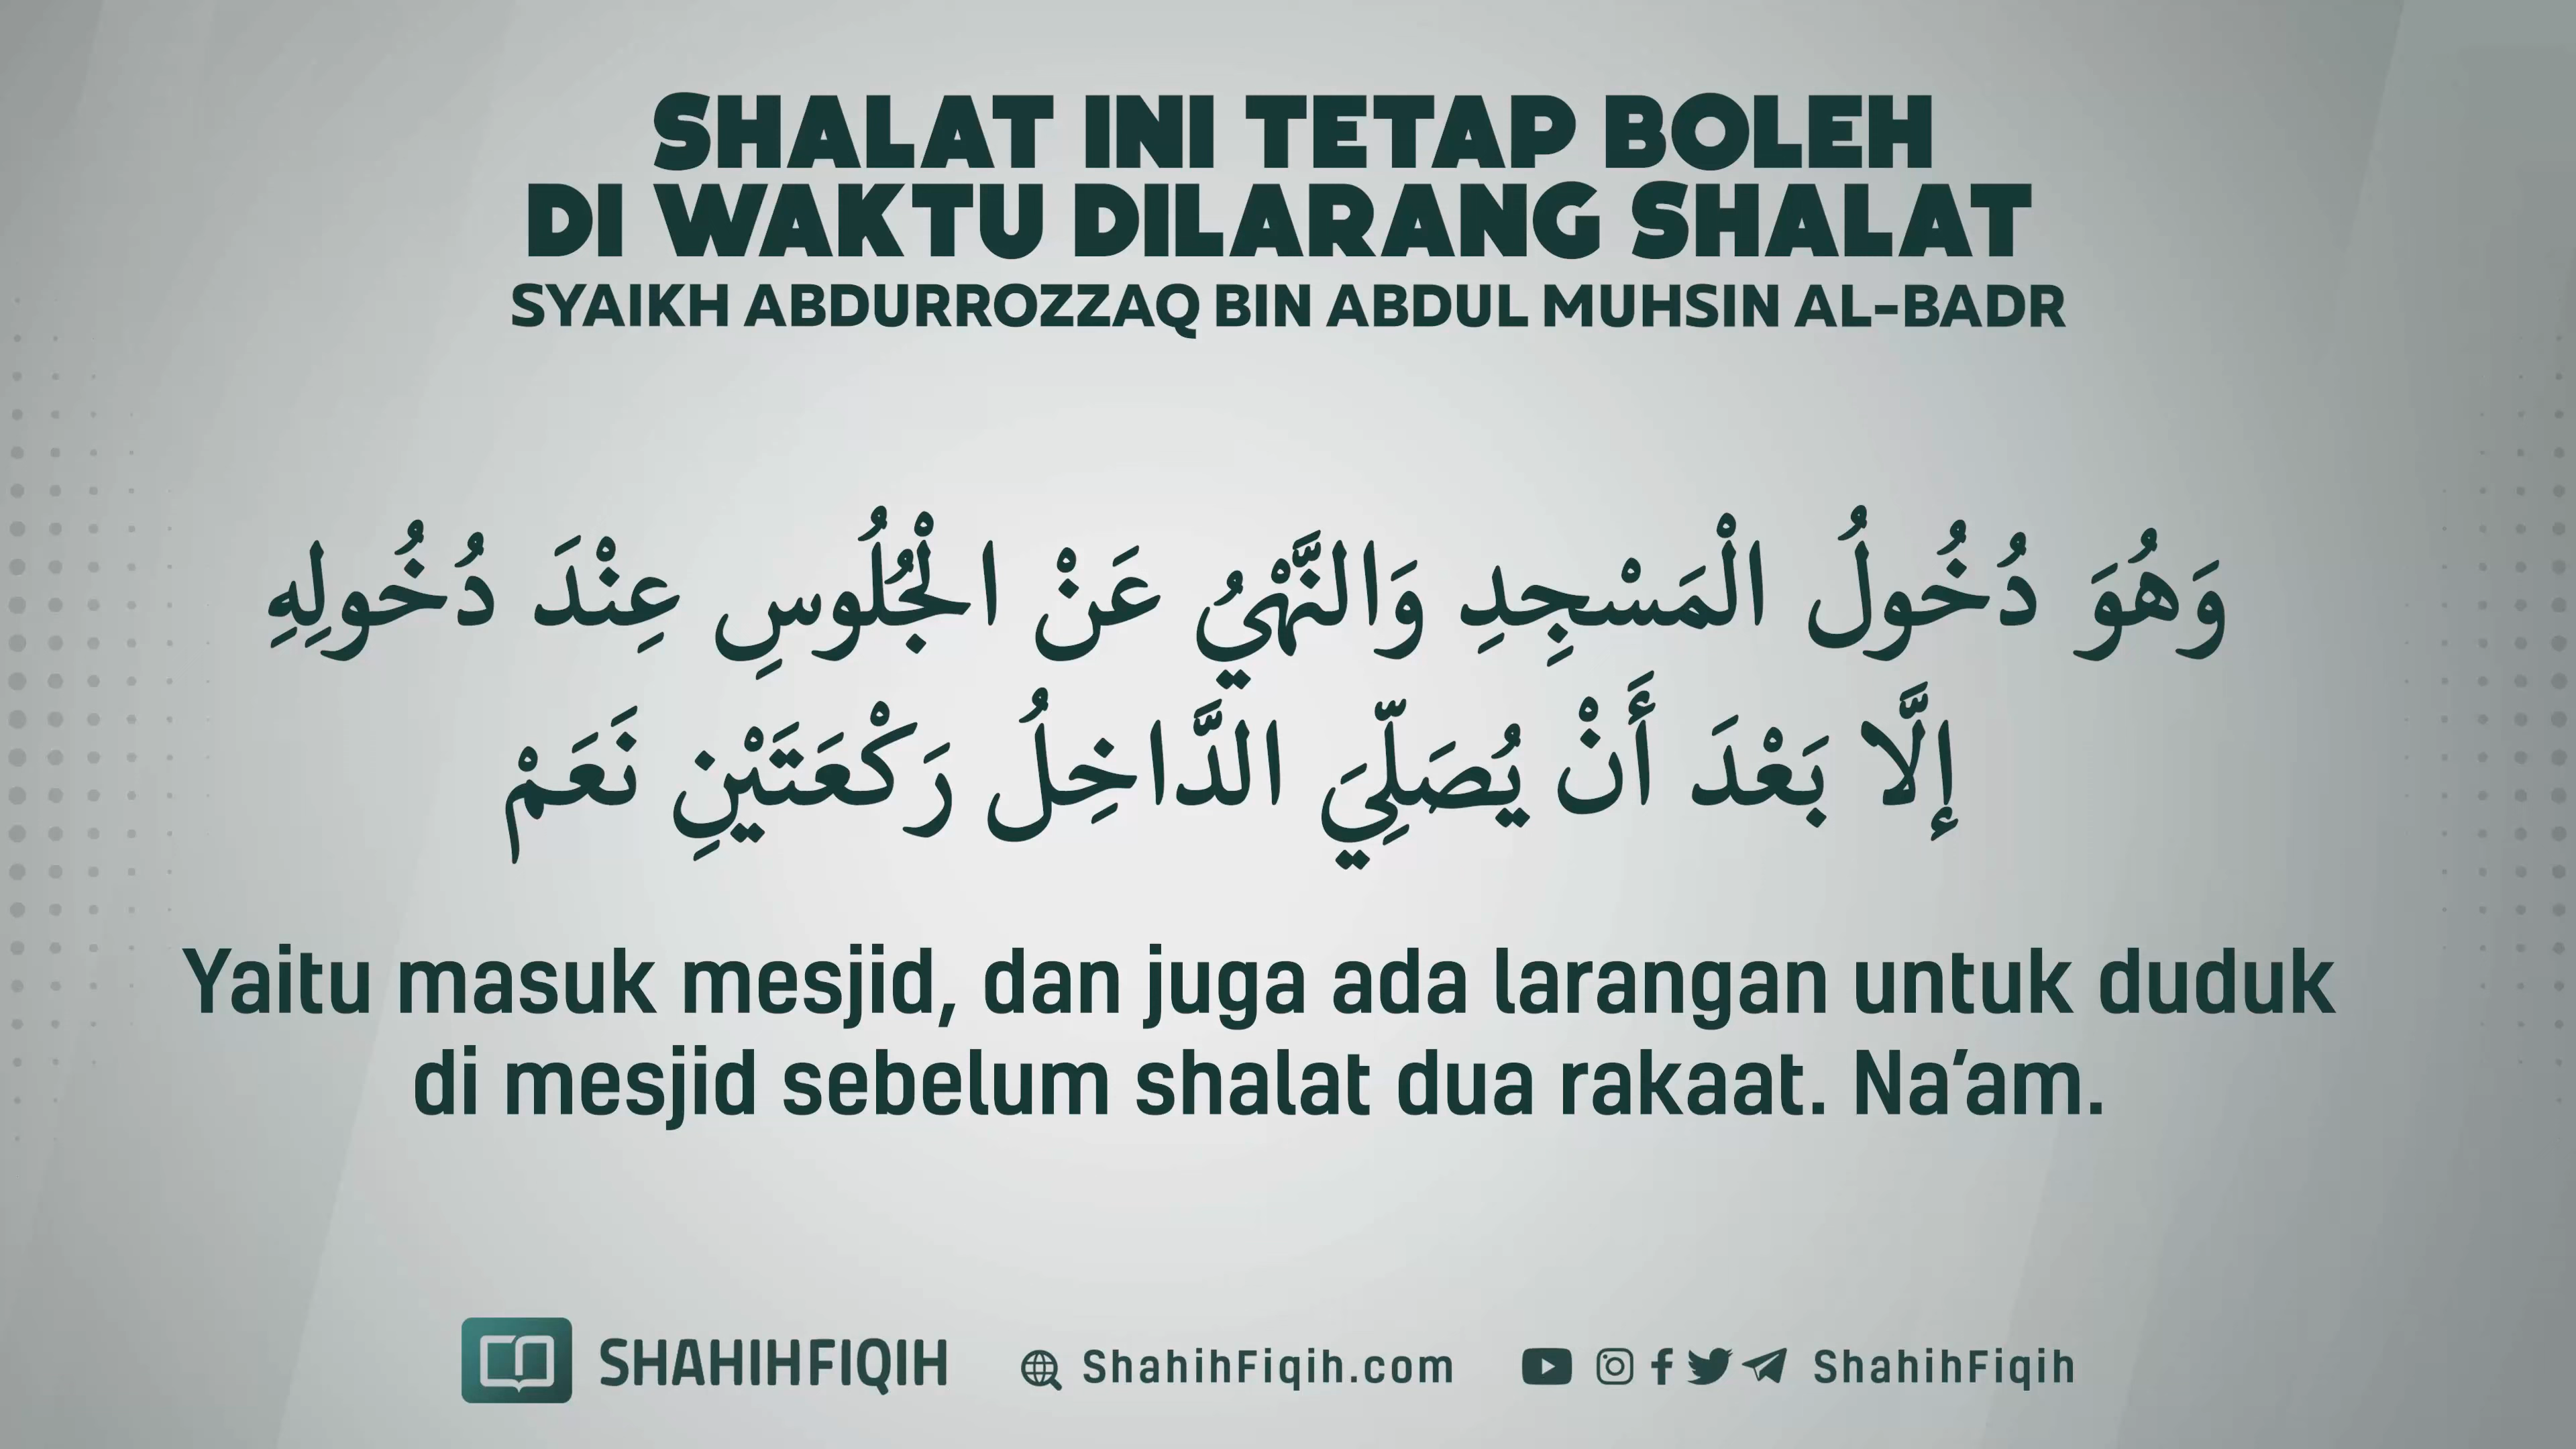 SHALAT INI TETAP BOLEH
DI WAKTU DILARANG SHALAT
SYAIKH ABDURROZZAQ BIN ABDUL MUHSIN AL-BADR
وَهُوَ دُخُولُ الْمَسْجِدِ وَالنَّهْيُ عَنْ الْجُلُوسِ عِنْدَ دُخُولِهِ
إِلَّا بَعْدَ أَنْ يُصَلِّيَ الدَّاخِلُ رَكْعَتَيْنِ نَعَمْ
Yaitu masuk mesjid, dan juga ada larangan untuk duduk
di mesjid sebelum shalat dua rakaat. Na’am.
SHAHIHFIQIH ShahihFiqih.com ShahihFiqih